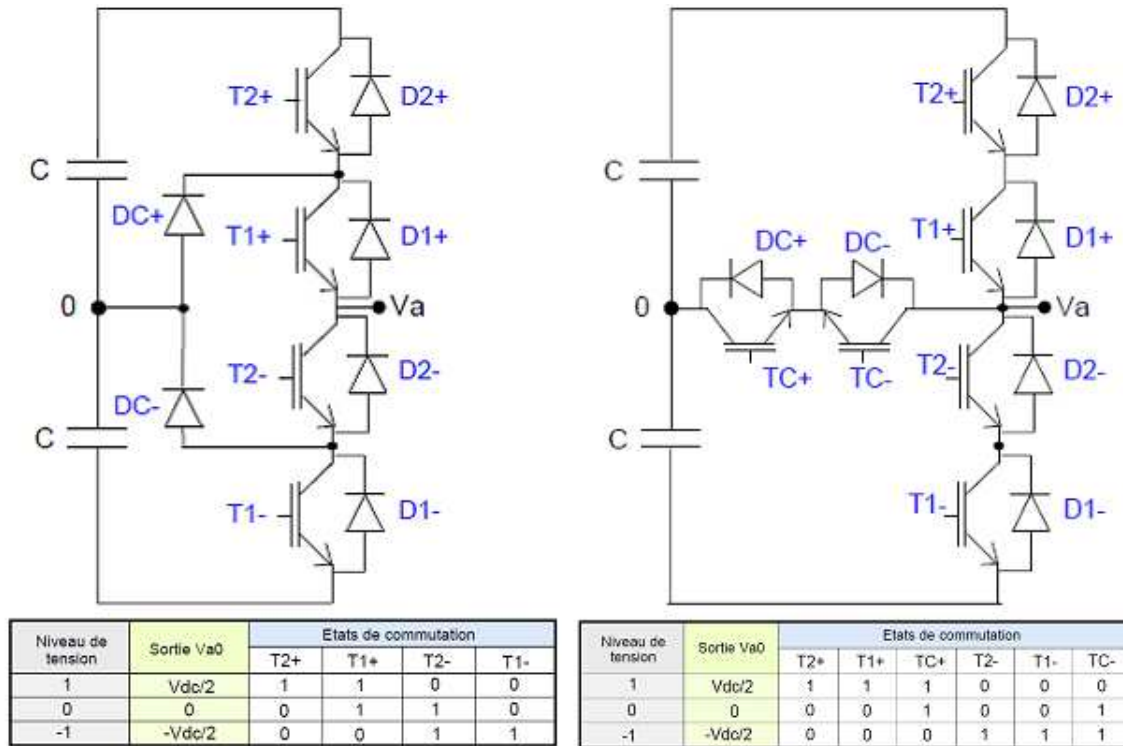 T2+ D2+
C
DC+
T1+ D1+
0 Va
T2- D2-
DC-
C
T1- D1-
T2+ D2+
C
T1+ D1+
DC+ DC-
0 Va
TC+ TC-
T2- D2-
C
T1- D1-
Niveau de tension Sortie Va0 Etats de commutation
T2+ T1+ T2- T1-
1 Vdc/2 1 1 0 0
0 0 0 1 1 0
-1 -Vdc/2 0 0 1 1
Niveau de tension Sortie Va0 Etats de commutation
T2+ T1+ TC+ T2- T1- TC-
1 Vdc/2 1 1 1 0 0 0
0 0 0 0 1 0 0 1
-1 -Vdc/2 0 0 0 1 1 1